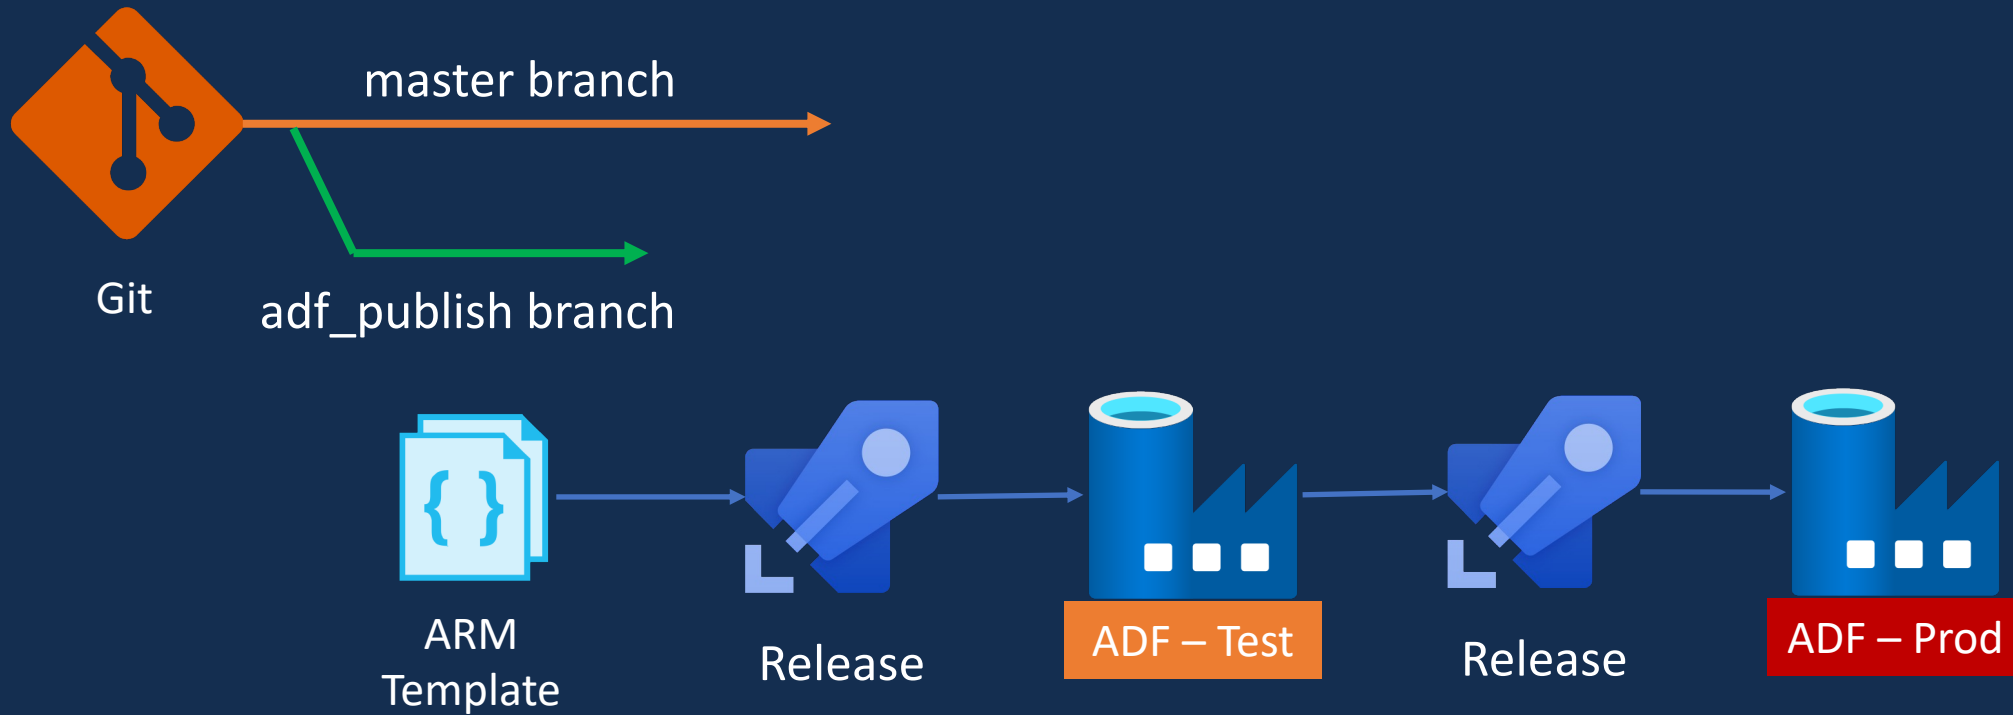 master branch
Git
adf_publish branch
{ }
ARM
Template
Release
ADF – Test
Release
ADF – Prod